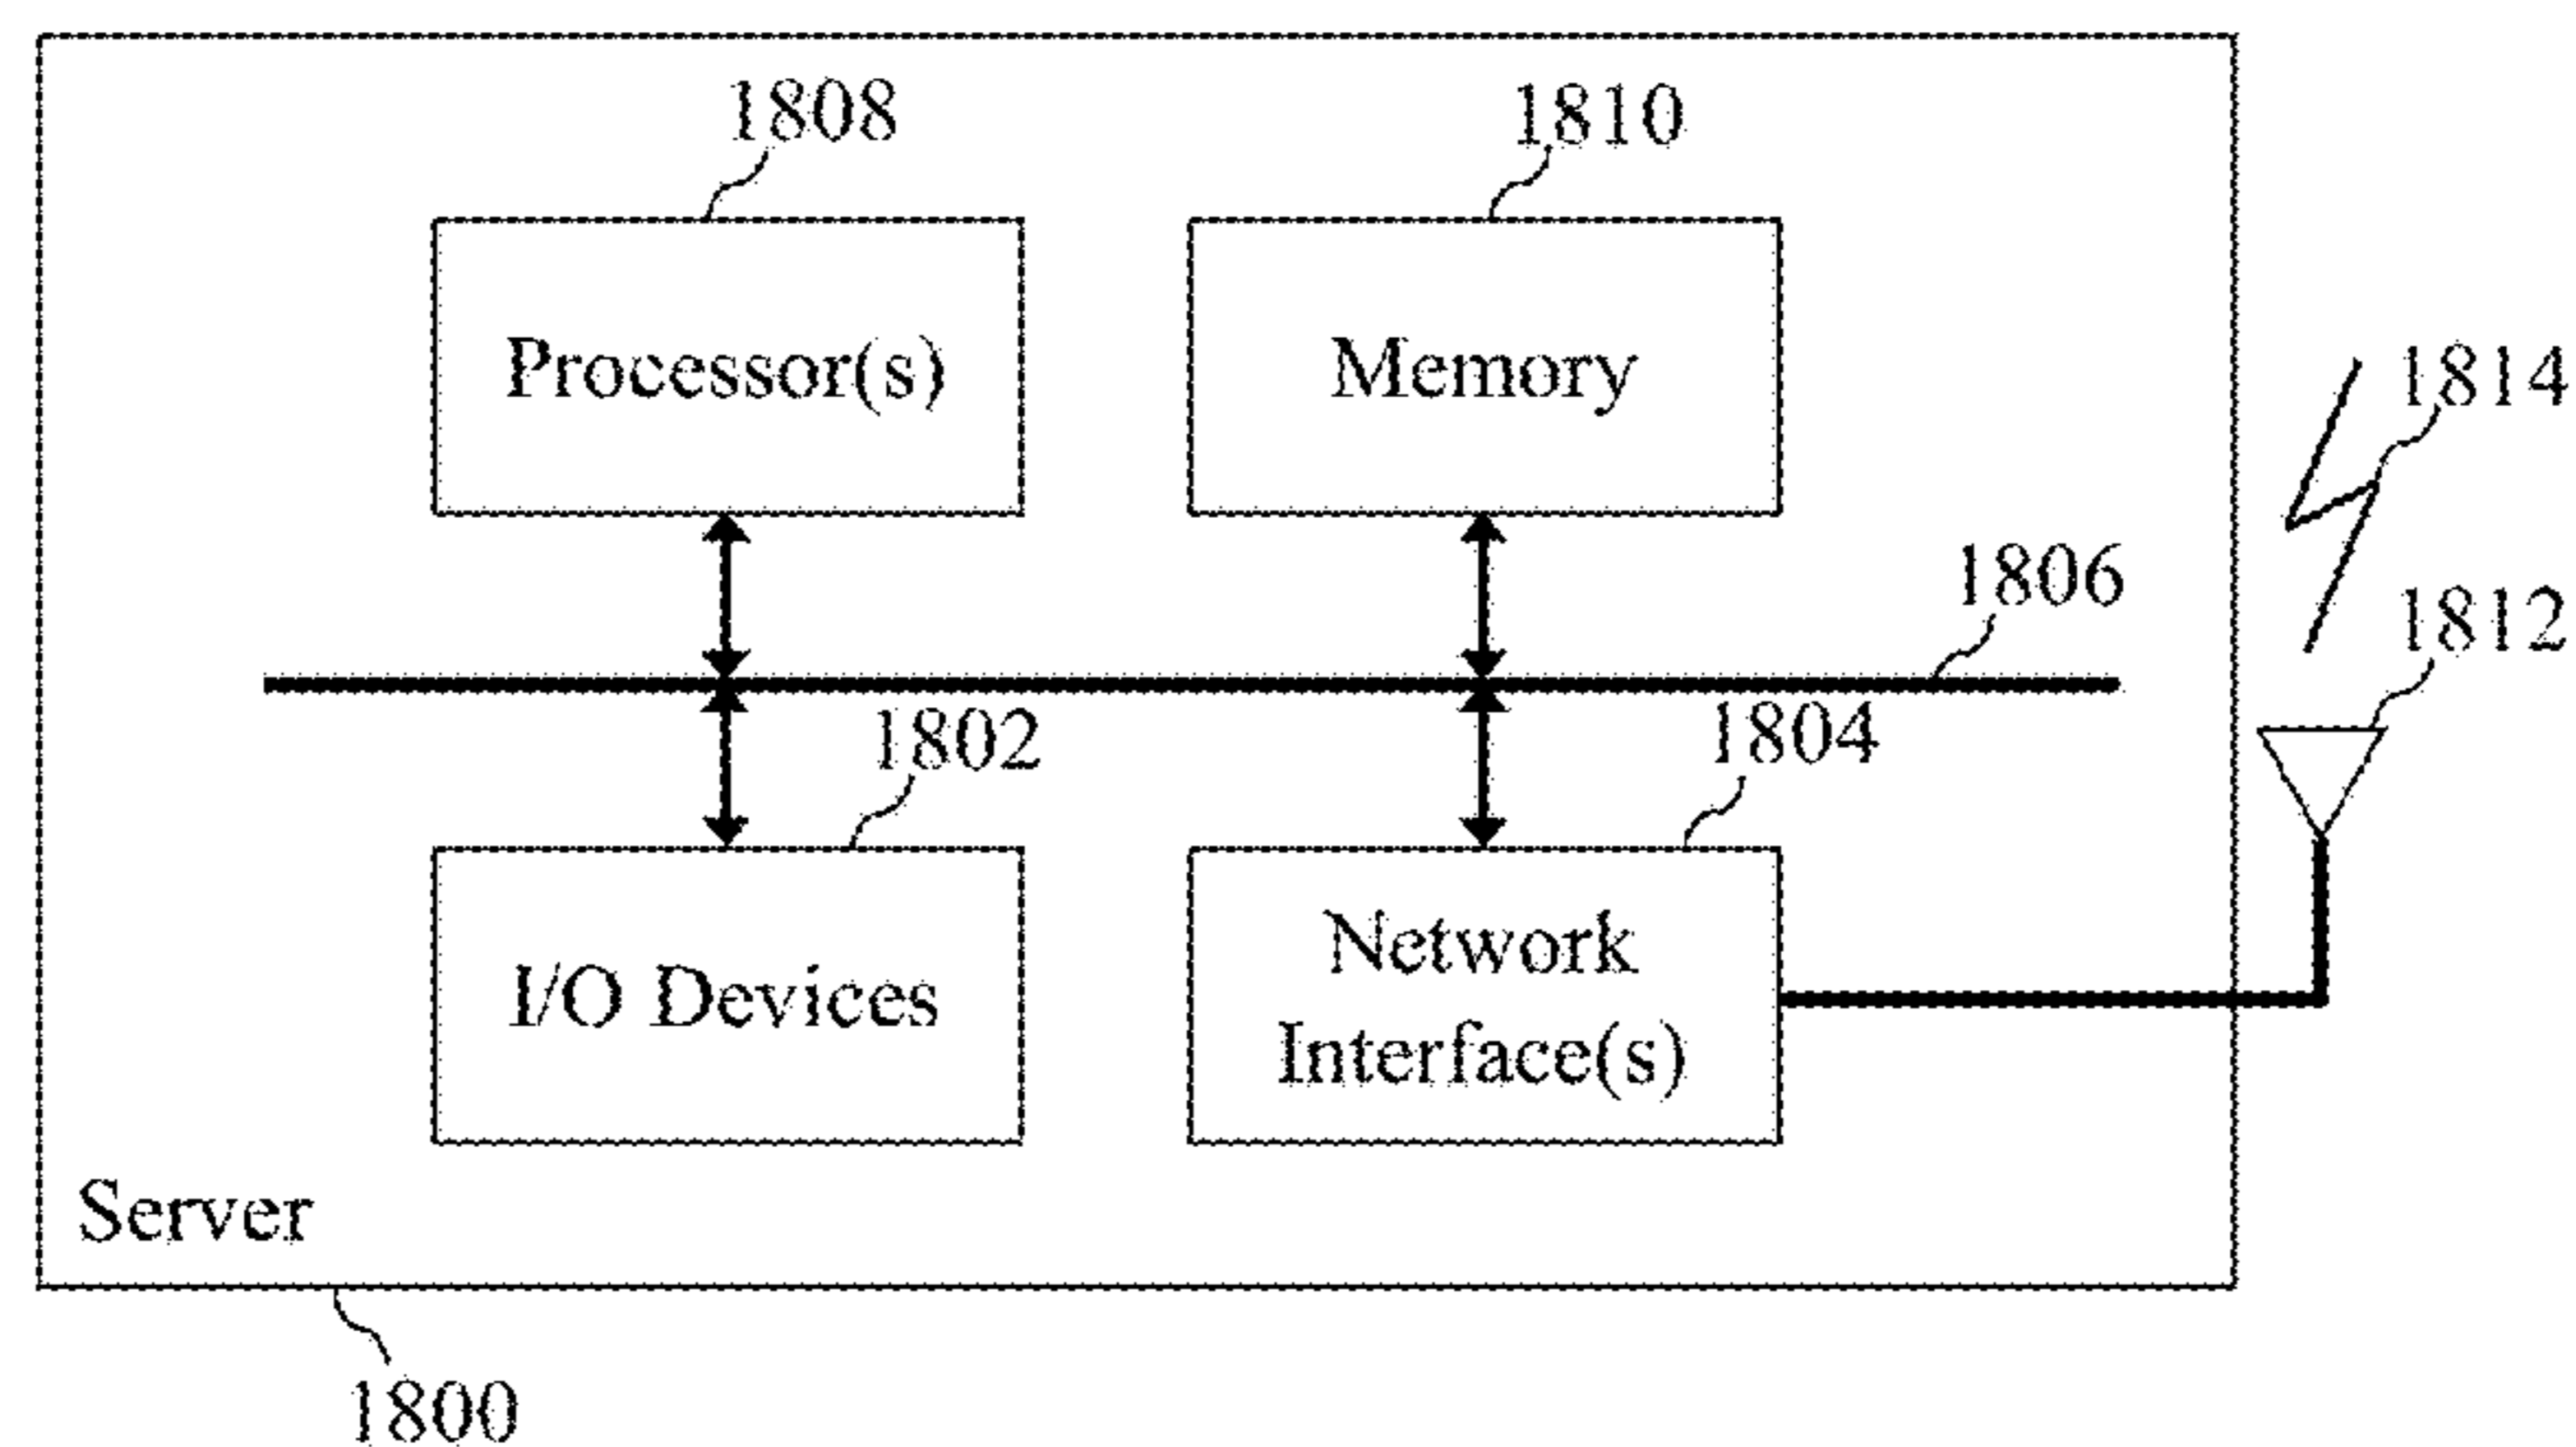 1808
1810
Processor(s)
Memory
1814
1806
1812
1802
1804
I/O Devices
Network
Interface(s)
Server
1800